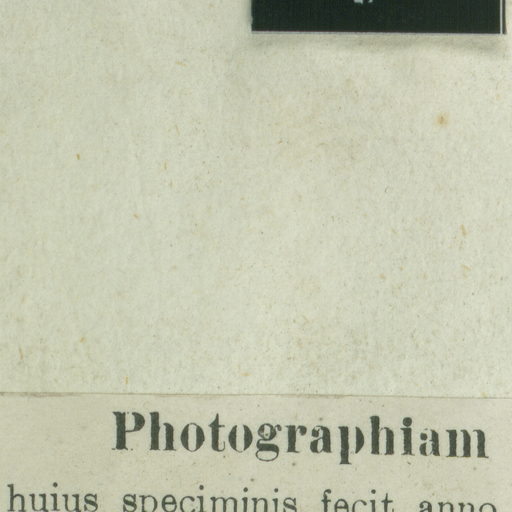 Photographiam
huius speciminis fecit anno